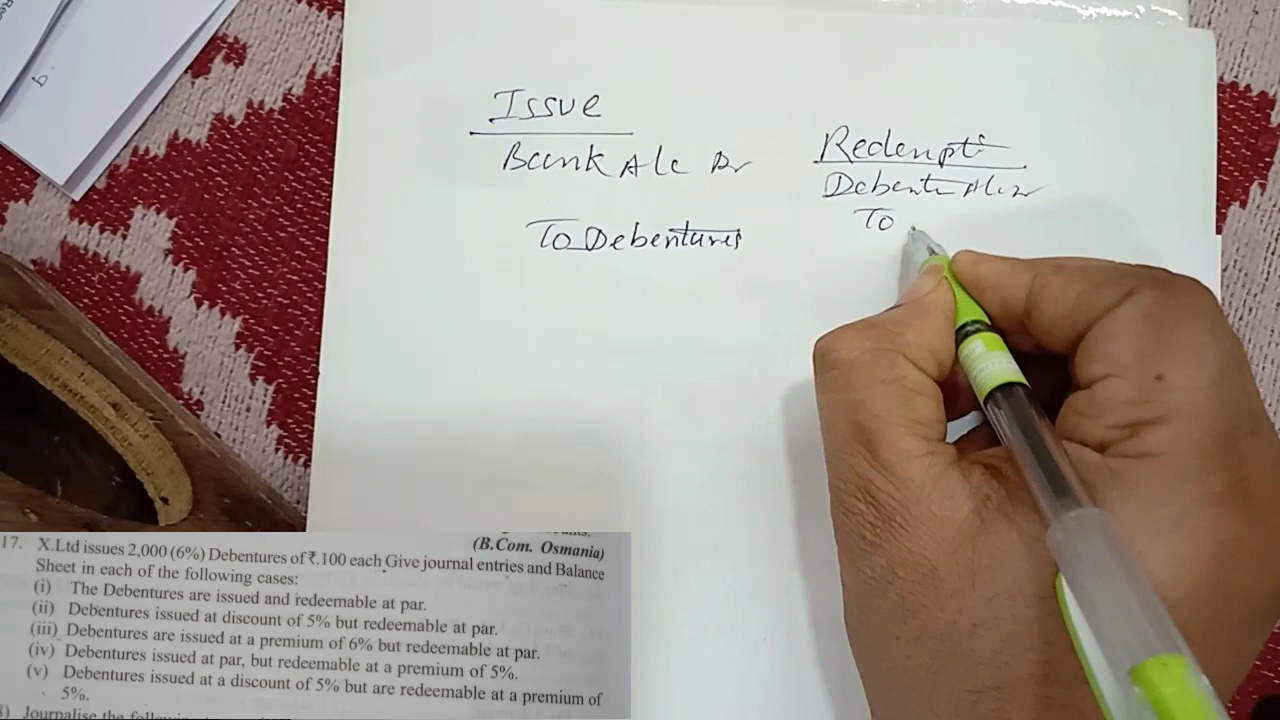 Issue
Bank A/c Dr
To Debentures
Redempti
Debentu A/c Dr
To
(B.Com. Osmania)
17. X.Ltd issues 2,000 (6%) Debentures of ₹.100 each Give journal entries and Balance
Sheet in each of the following cases:
(i) The Debentures are issued and redeemable at par.
(ii) Debentures issued at discount of 5% but redeemable at par.
(iii) Debentures are issued at a premium of 6% but redeemable at par.
(iv) Debentures issued at par, but redeemable at a premium of 5%.
(v) Debentures issued at a discount of 5% but are redeemable at a premium of
5%.
Journalise the